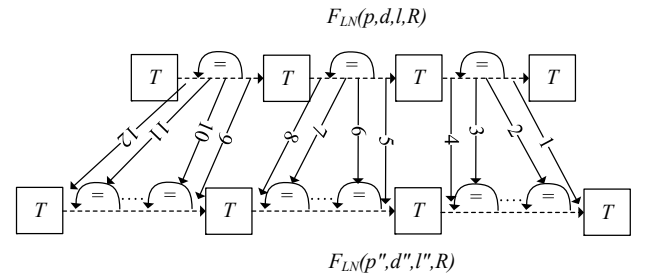 F_LN(p,d,l,R)
= = =
T T T T
12 11 10 9 8 7 6 5 4 3 2 1
= ..... = = ..... = = ..... =
T T T T
F_LN(p",d",l",R)